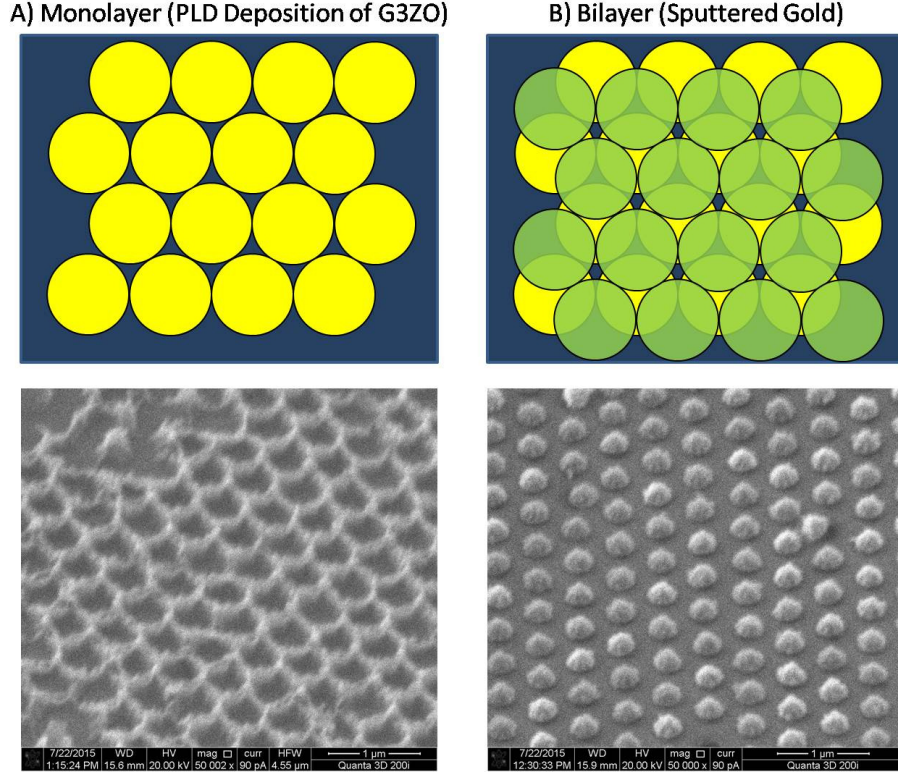 A) Monolayer (PLD Deposition of G3ZO)
B) Bilayer (Sputtered Gold)
7/22/2015 WD HV mag □ curr HFW 1 µm
1:15:24 PM 15.6 mm 20.00 kV 50 002 x 90 pA 4.55 µm Quanta 3D 200i
7/22/2015 WD HV mag □ curr 1 µm
12:30:33 PM 15.9 mm 20.00 kV 50 000 x 90 pA Quanta 3D 200i